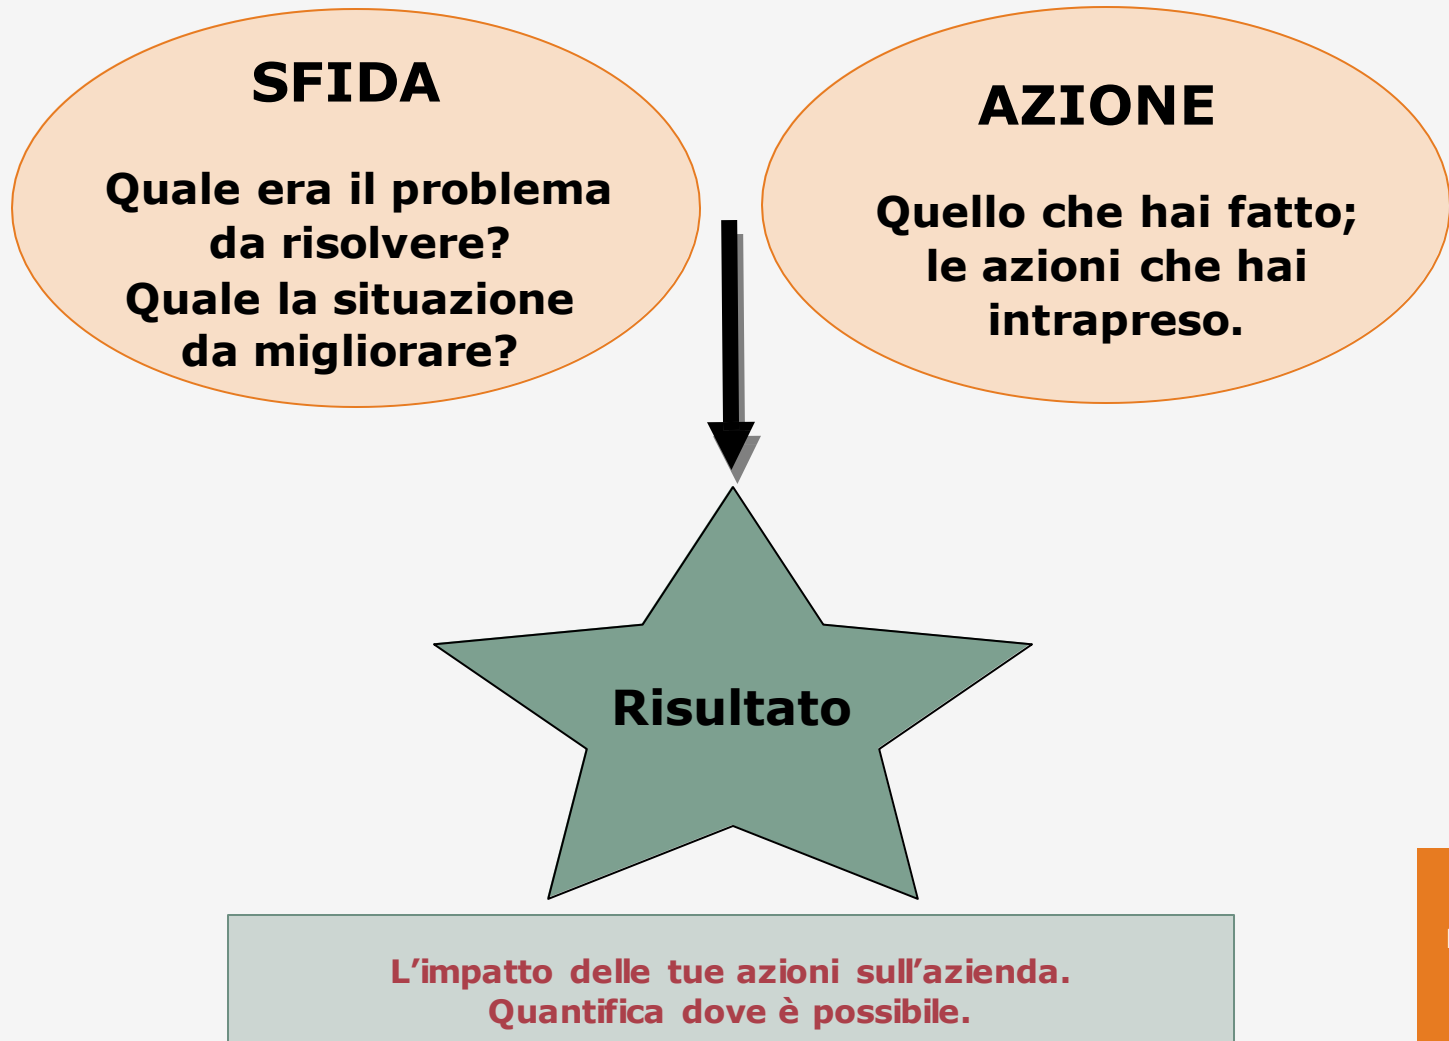 SFIDA
Quale era il problema
da risolvere?
Quale la situazione
da migliorare?
AZIONE
Quello che hai fatto;
le azioni che hai
intrapreso.
Risultato
L’impatto delle tue azioni sull’azienda.
Quantifica dove è possibile.